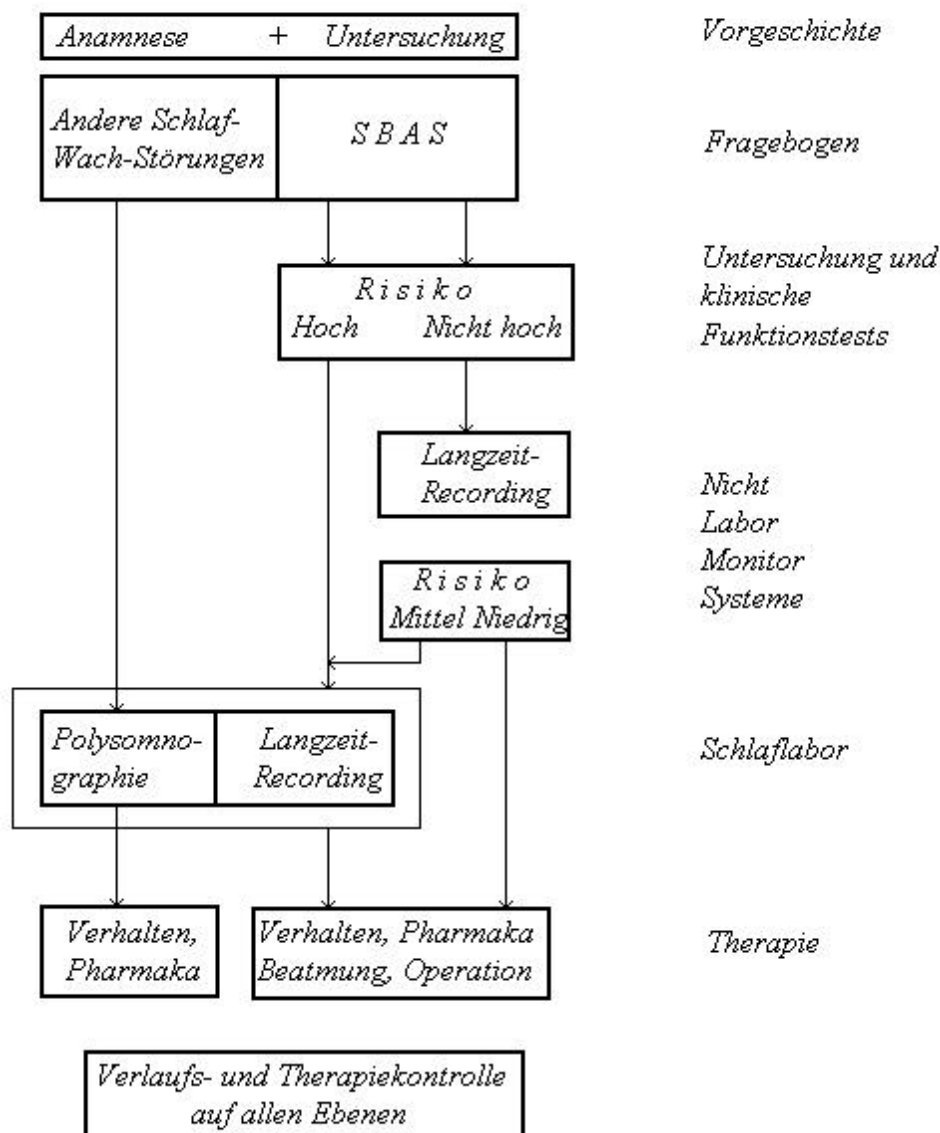 Anamnese + Untersuchung
Vorgeschichte
Andere Schlaf-
Wach-Störungen
S B A S
Fragebogen
R i s i k o
Hoch Nicht hoch
Untersuchung und
klinische
Funktionstests
Langzeit-
Recording
R i s i k o
Mittel Niedrig
Nicht
Labor
Monitor
Systeme
Polysomno-
graphie
Langzeit-
Recording
Schlaflabor
Verhalten,
Pharmaka
Verhalten, Pharmaka
Beatmung, Operation
Therapie
Verlaufs- und Therapiekontrolle
auf allen Ebenen